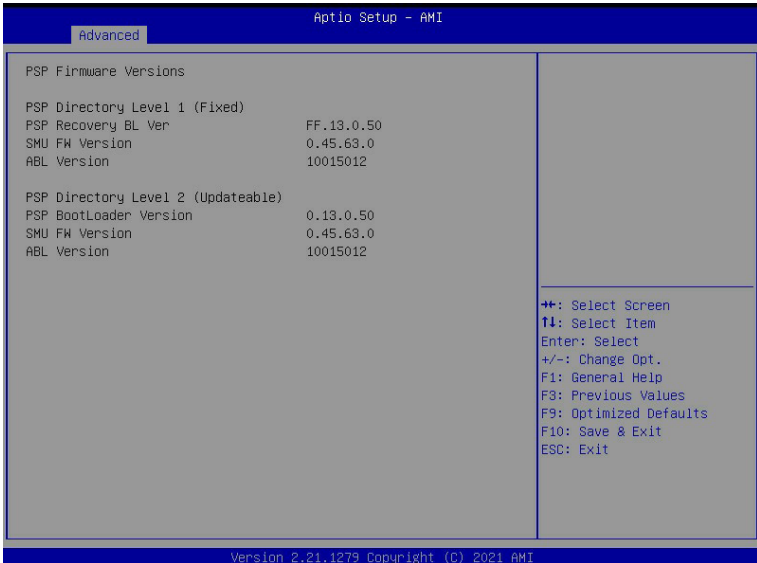 Aptio Setup – AMI
Advanced
PSP Firmware Versions
PSP Directory Level 1 (Fixed)
PSP Recovery BL Ver FF.13.0.50
SMU FW Version 0.45.63.0
ABL Version 10015012
PSP Directory Level 2 (Updateable)
PSP BootLoader Version 0.13.0.50
SMU FW Version 0.45.63.0
ABL Version 10015012
→←: Select Screen
↑↓: Select Item
Enter: Select
+/-: Change Opt.
F1: General Help
F3: Previous Values
F9: Optimized Defaults
F10: Save & Exit
ESC: Exit
Version 2.21.1279 Copyright (C) 2021 AMI